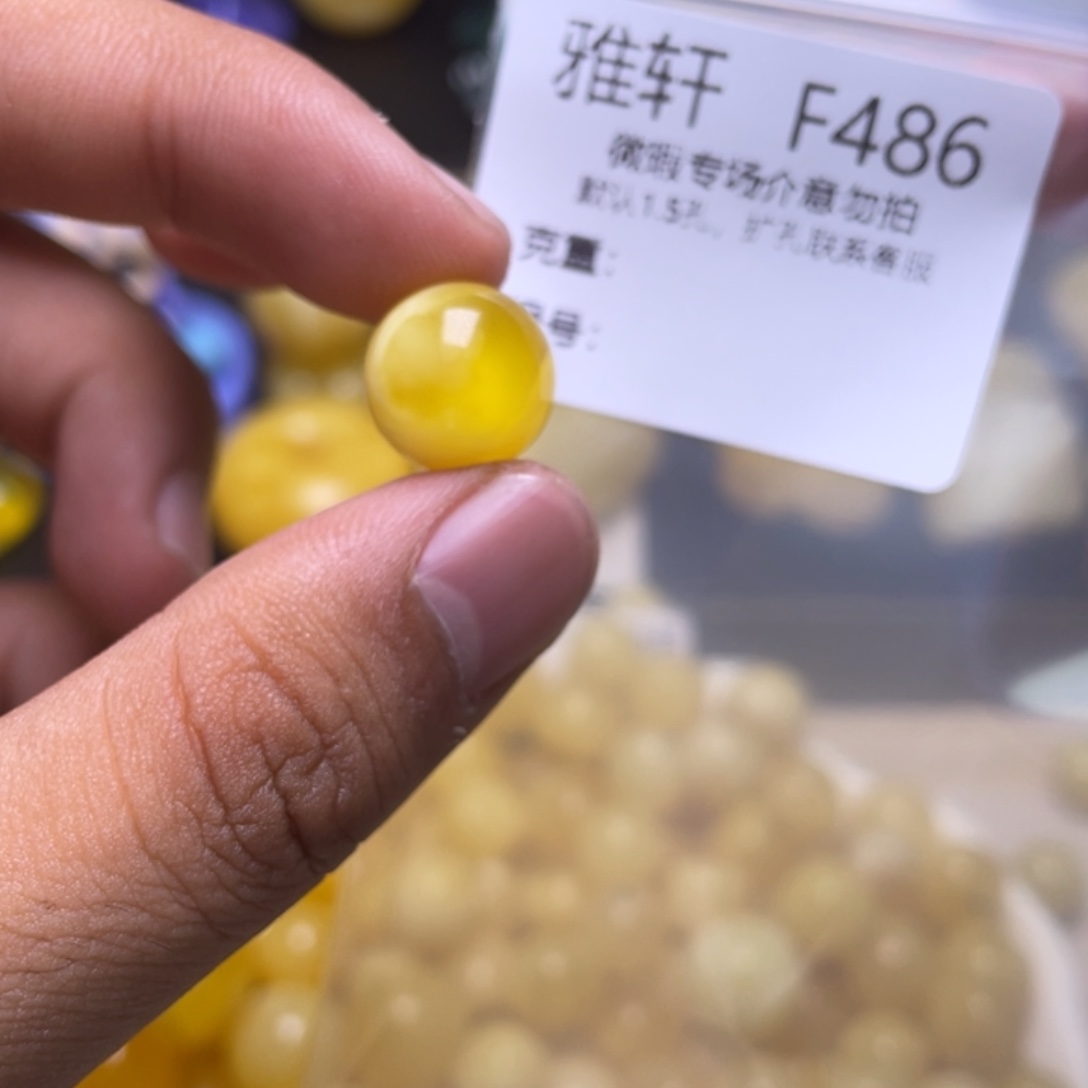 雅轩 F486
微瑕专场介意勿拍
默认1.5孔，扩孔联系客服
克重：
号：